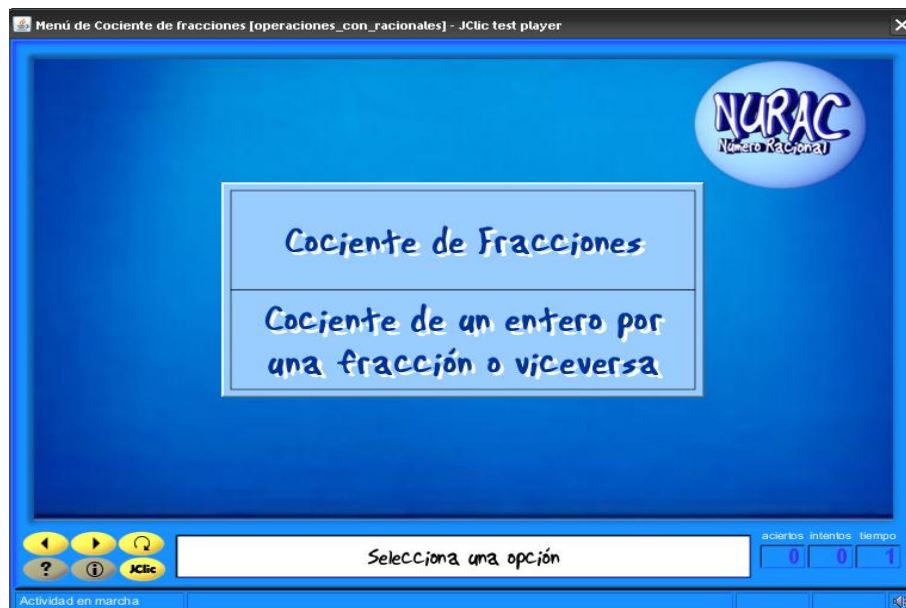 Menú de Cociente de fracciones [operaciones_con_racionales] - JClic test player
NURAC
Número Racional
Cociente de Fracciones
Cociente de un entero por
una fracción o viceversa
Selecciona una opción
aciertos intentos tiempo
0 0 1
? i JClic
Actividad en marcha